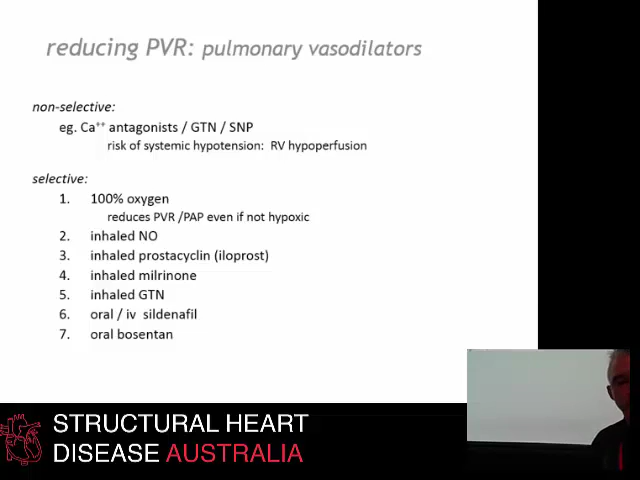 reducing PVR: pulmonary vasodilators
non-selective:
eg. Ca⁺⁺ antagonists / GTN / SNP
risk of systemic hypotension: RV hypoperfusion
selective:
1. 100% oxygen
reduces PVR /PAP even if not hypoxic
2. inhaled NO
3. inhaled prostacyclin (iloprost)
4. inhaled milrinone
5. inhaled GTN
6. oral / iv sildenafil
7. oral bosentan
STRUCTURAL HEART
DISEASE AUSTRALIA